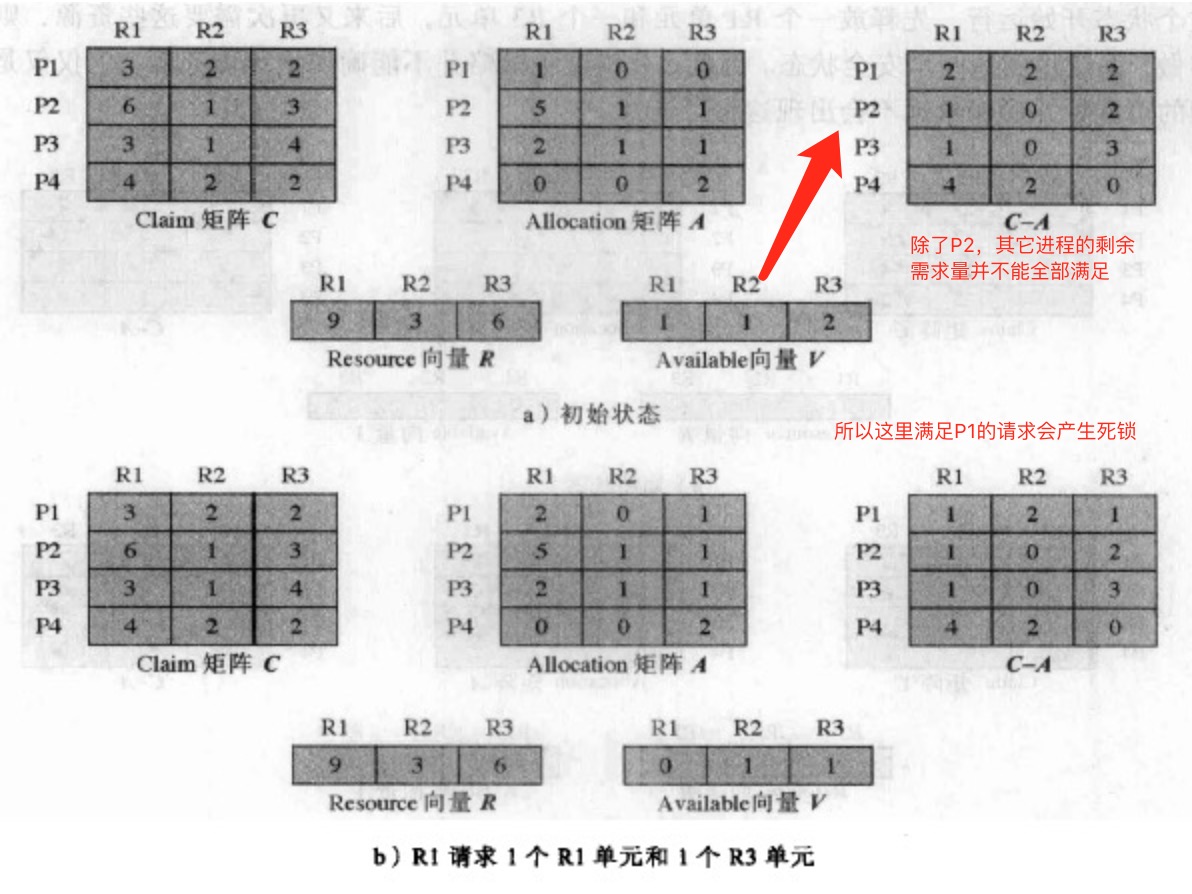 R1 R2 R3 R1 R2 R3 R1 R2 R3
P1 3 2 2 P1 1 0 0 P1 2 2 2
P2 6 1 3 P2 5 1 1 P2 1 0 2
P3 3 1 4 P3 2 1 1 P3 1 0 3
P4 4 2 2 P4 0 0 2 P4 4 2 0
Claim 矩阵 C Allocation 矩阵 A C-A
除了P2，其它进程的剩余
需求量并不能全部满足
R1 R2 R3 R1 R2 R3
9 3 6 1 1 2
Resource 向量 R Available向量 V
a）初始状态
所以这里满足P1的请求会产生死锁
R1 R2 R3 R1 R2 R3 R1 R2 R3
P1 3 2 2 P1 2 0 1 P1 1 2 1
P2 6 1 3 P2 5 1 1 P2 1 0 2
P3 3 1 4 P3 2 1 1 P3 1 0 3
P4 4 2 2 P4 0 0 2 P4 4 2 0
Claim 矩阵 C Allocation 矩阵 A C-A
R1 R2 R3 R1 R2 R3
9 3 6 0 1 1
Resource 向量 R Available向量 V
b）R1 请求 1 个 R1 单元和 1 个 R3 单元